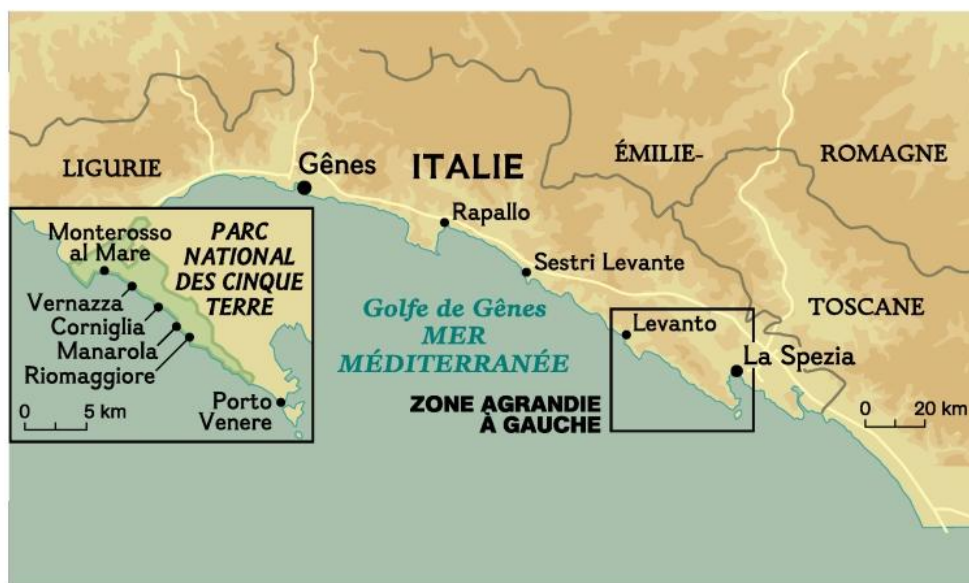 LIGURIE
Gênes
ITALIE
ÉMILIE-
ROMAGNE
Rapallo
Sestri Levante
TOSCANE
Golfe de Gênes
MER
MÉDITERRANÉE
Levanto
La Spezia
ZONE AGRANDIE
À GAUCHE
0 20 km
Monterosso
al Mare
PARC
NATIONAL
DES CINQUE
TERRE
Vernazza
Corniglia
Manarola
Riomaggiore
0 5 km
Porto
Venere